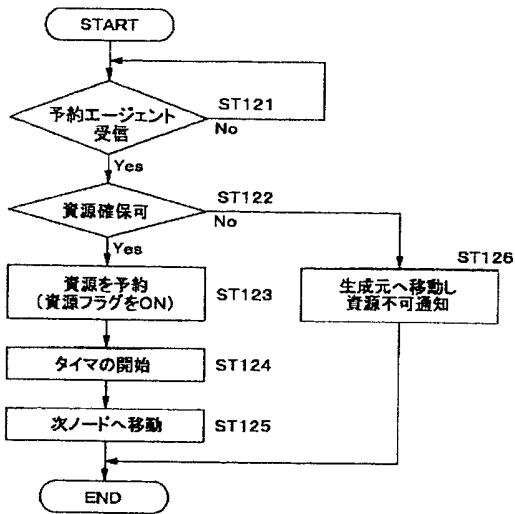 START
予約エージェント
受信
ST121
No
Yes
資源確保可
ST122
No
Yes
資源を予約
(資源フラグをON)
ST123
生成元へ移動し
資源不可通知
ST126
タイマの開始
ST124
次ノードへ移動
ST125
END